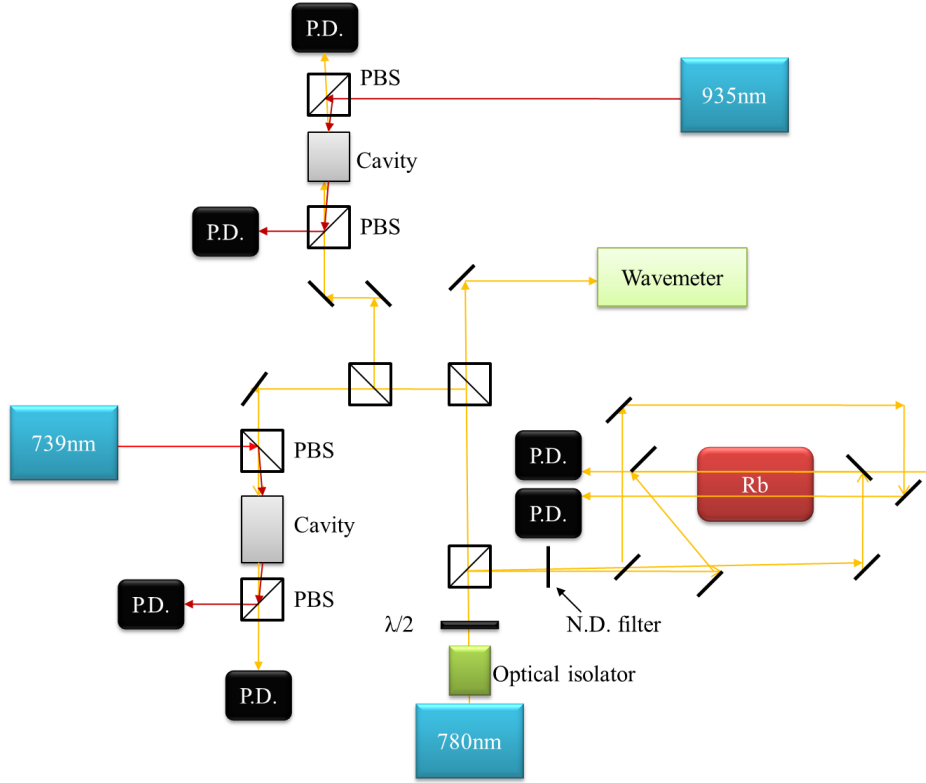 P.D.
PBS
935nm
Cavity
P.D.
PBS
Wavemeter
739nm
PBS
P.D.
Rb
P.D.
Cavity
P.D.
PBS
λ/2
N.D. filter
Optical isolator
P.D.
780nm